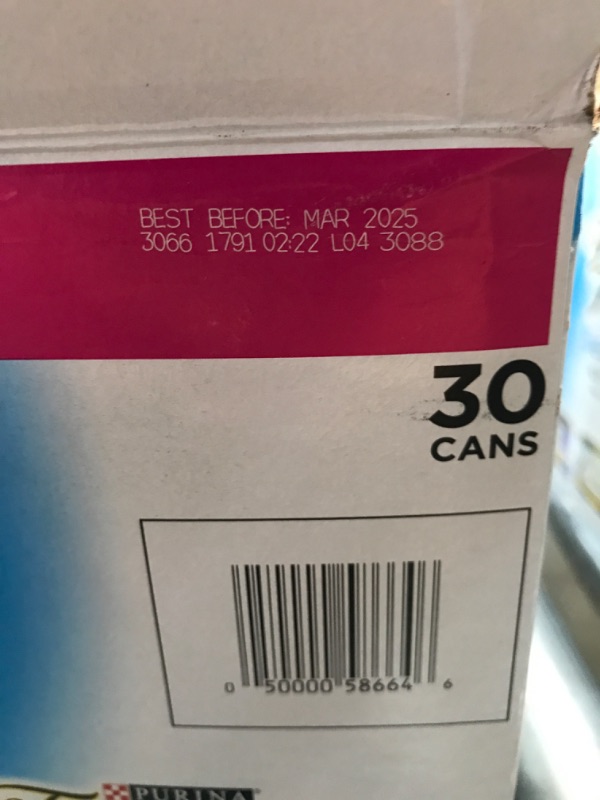 BEST BEFORE: MAR 2025
3066 1791 02:22 L04 3088
30
CANS
0 50000 58664 6
PURINA